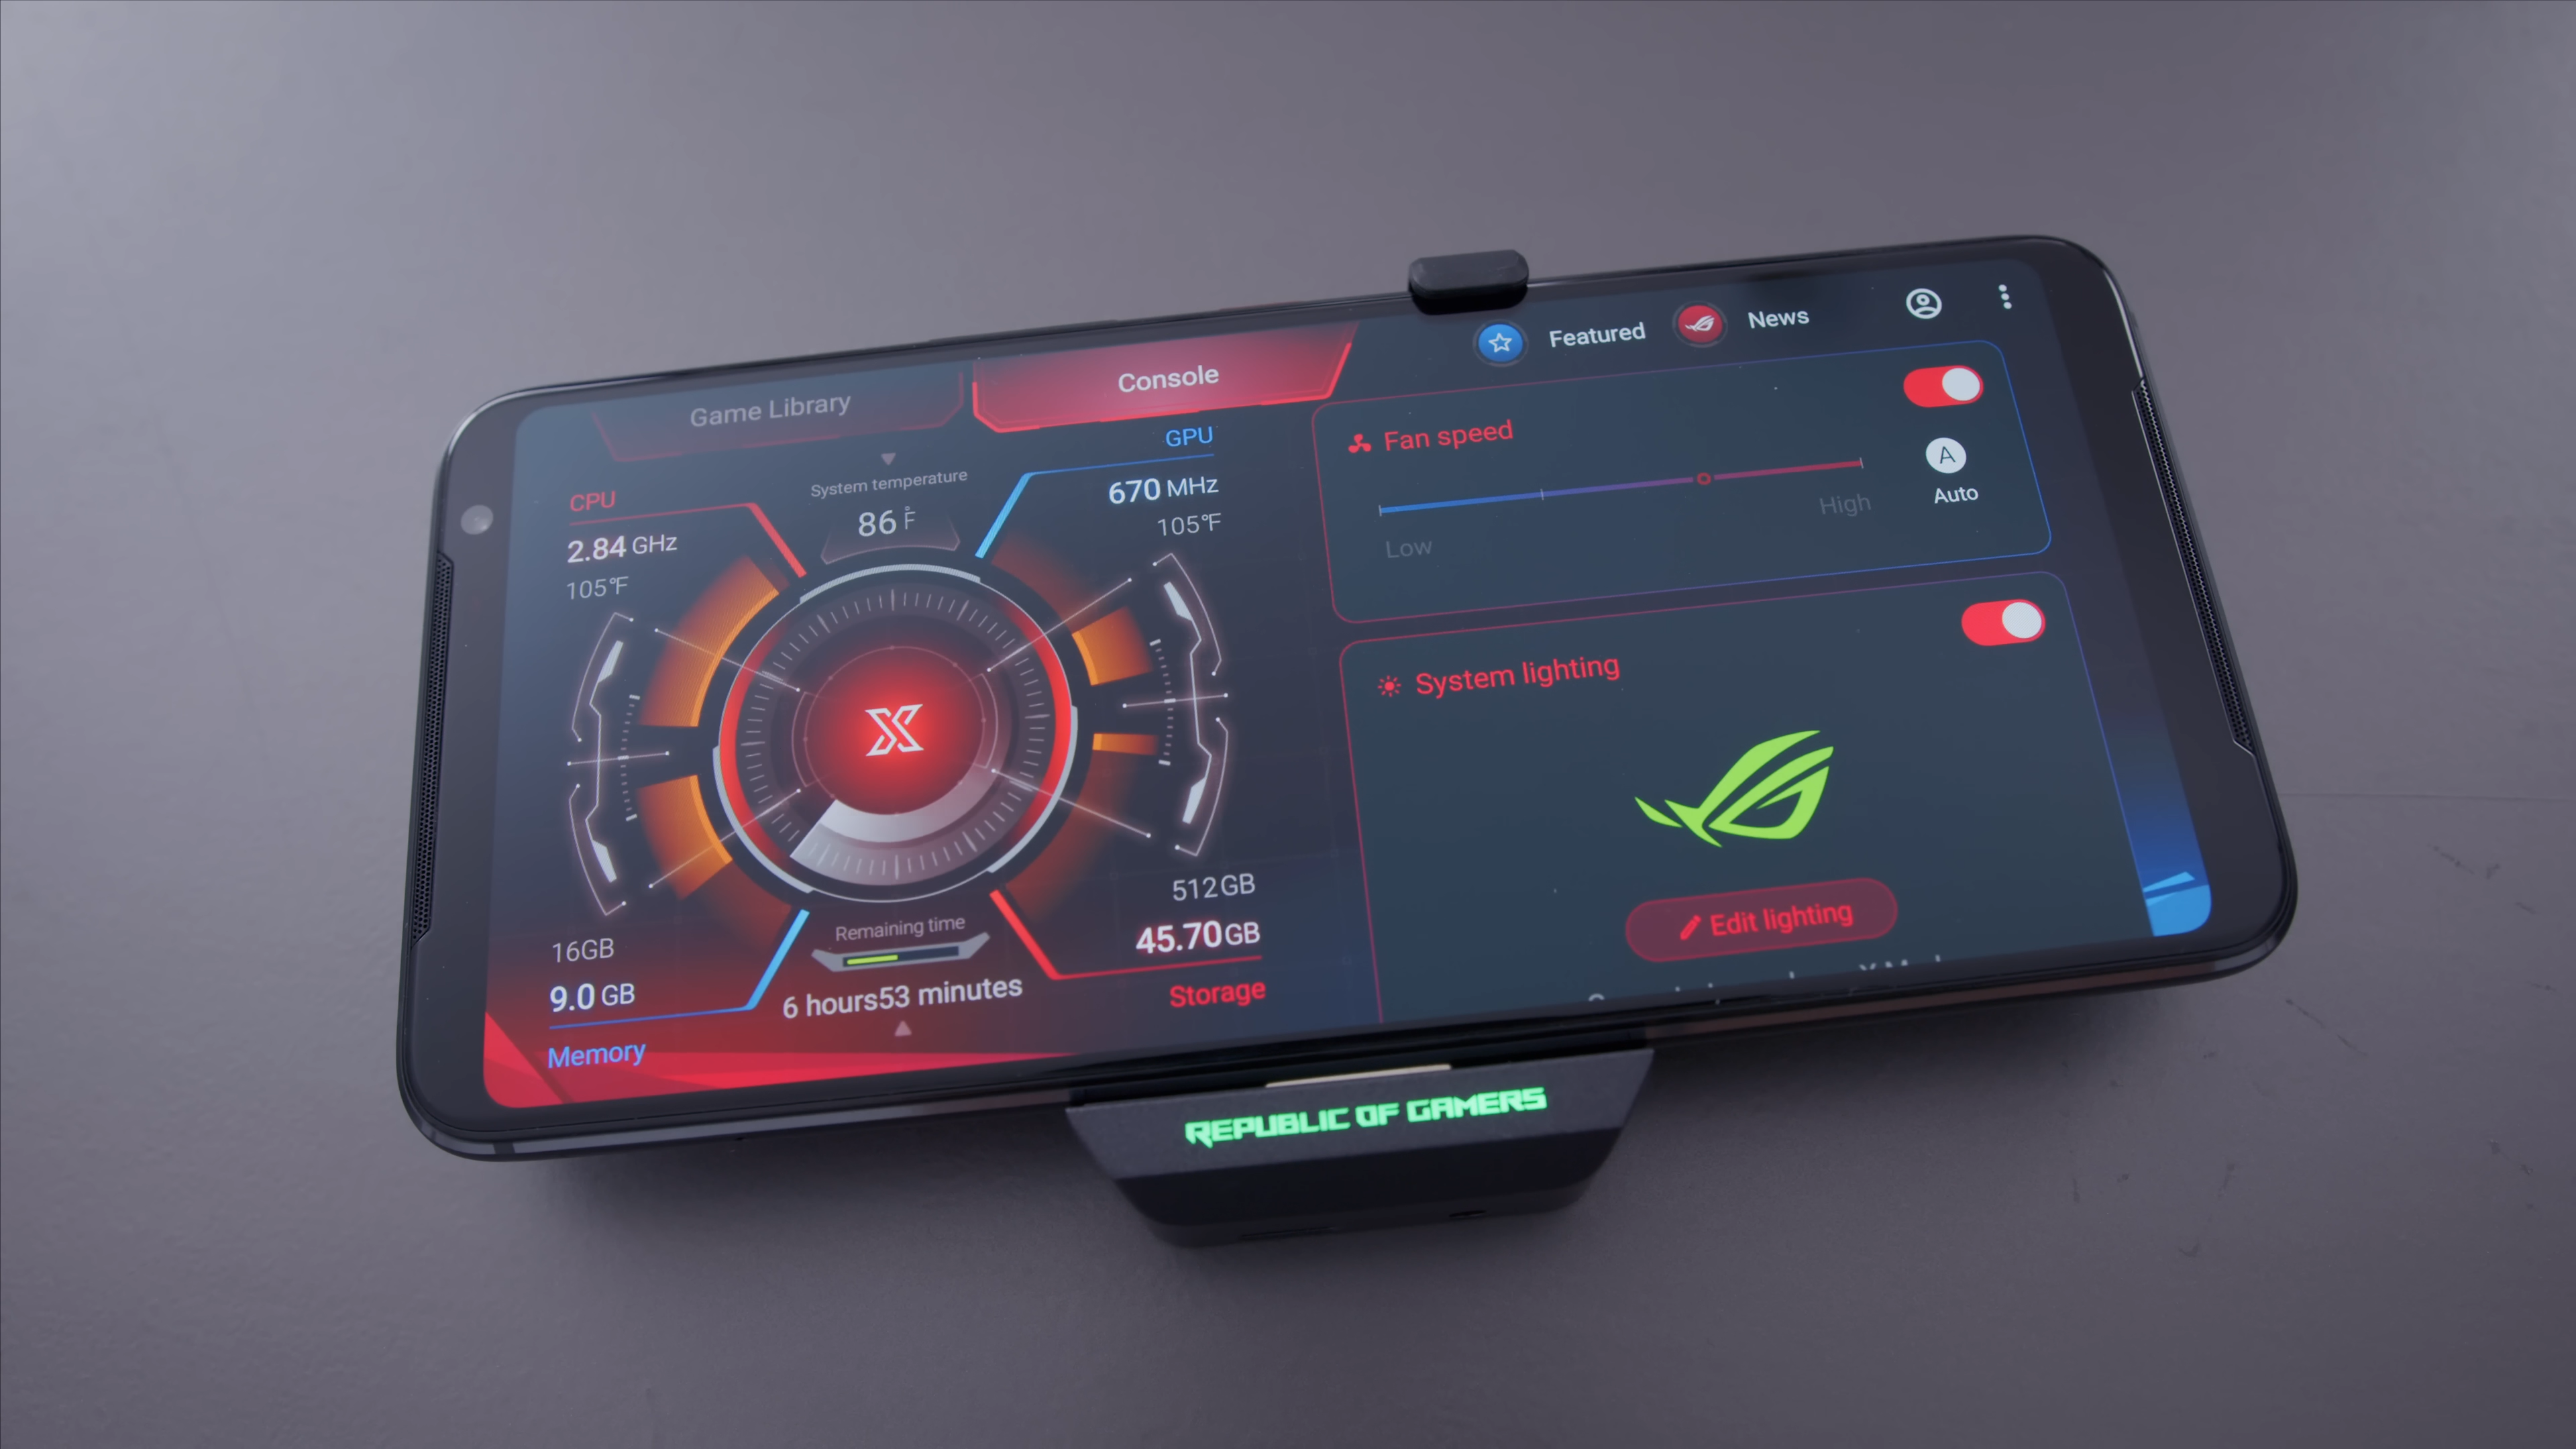 Game Library
Console
Featured
News
CPU
2.84 GHz
105°F
System temperature
86 °F
GPU
670 MHz
105°F
Fan speed
Low
High
A
Auto
System lighting
Edit lighting
16GB
9.0 GB
Memory
Remaining time
6 hours53 minutes
512GB
45.70GB
Storage
REPUBLIC OF GAMERS